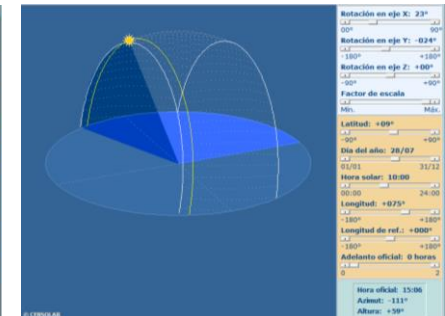 Rotación en eje X: 23°
00° 90°
Rotación en eje Y: -024°
-180° +180°
Rotación en eje Z: +00°
-90° +90°
Factor de escala
Mín. Máx.
Latitud: +09°
-90° +90°
Día del año: 28/07
01/01 31/12
Hora solar: 10:00
00:00 24:00
Longitud: +075°
-180° +180°
Longitud de ref.: +000°
-180° +180°
Adelanto oficial: 0 horas
0 2
Hora oficial: 15:06
Azimut: -111°
Altura: +59°
© CENSOLAR